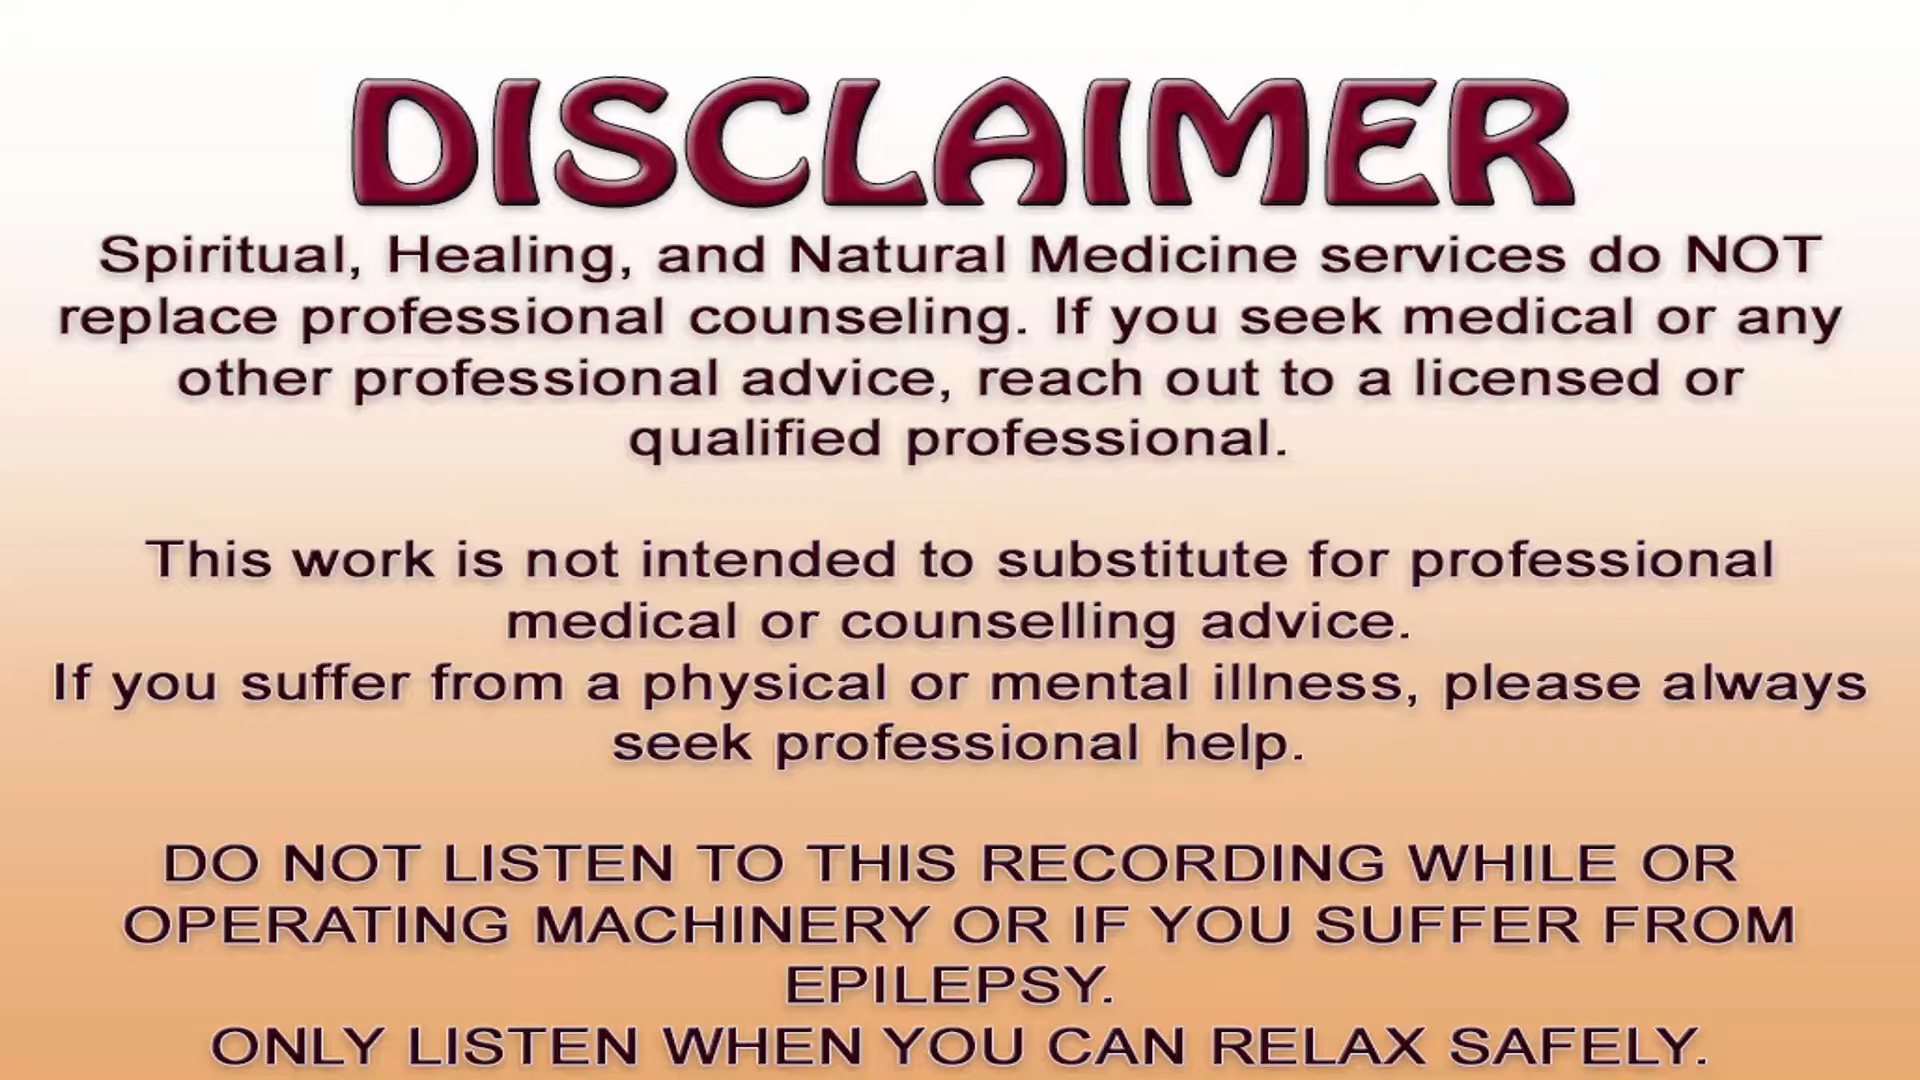 DISCLAIMER
Spiritual, Healing, and Natural Medicine services do NOT
replace professional counseling. If you seek medical or any
other professional advice, reach out to a licensed or
qualified professional.
This work is not intended to substitute for professional
medical or counselling advice.
If you suffer from a physical or mental illness, please always
seek professional help.
DO NOT LISTEN TO THIS RECORDING WHILE OR
OPERATING MACHINERY OR IF YOU SUFFER FROM
EPILEPSY.
ONLY LISTEN WHEN YOU CAN RELAX SAFELY.